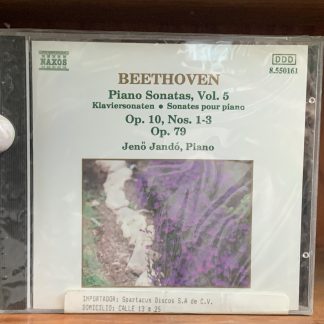 NAXOS
DDD
8.550161
BEETHOVEN
Piano Sonatas, Vol. 5
Klaviersonaten • Sonates pour piano
Op. 10, Nos. 1-3
Op. 79
Jenö Jandó, Piano
IMPORTADOR: Spartacus Discos S.A de C.V.
DOMICILIO: CALLE 13 # 25